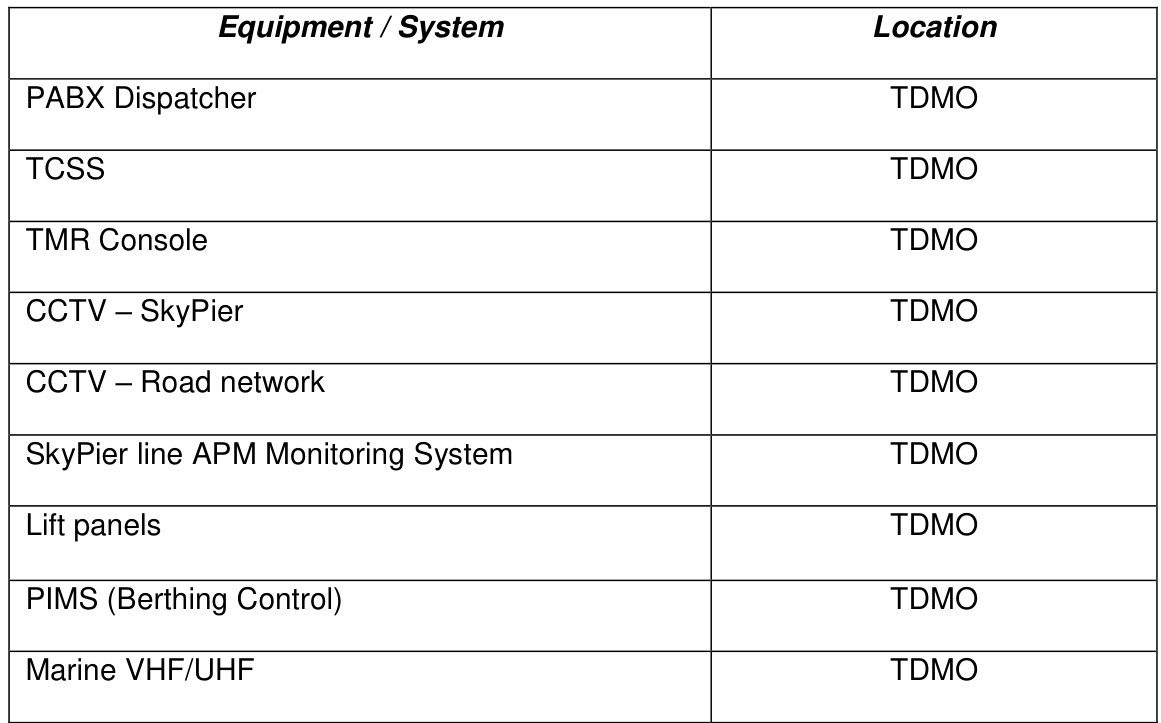 Equipment / System Location
PABX Dispatcher TDMO
TCSS TDMO
TMR Console TDMO
CCTV – SkyPier TDMO
CCTV – Road network TDMO
SkyPier line APM Monitoring System TDMO
Lift panels TDMO
PIMS (Berthing Control) TDMO
Marine VHF/UHF TDMO